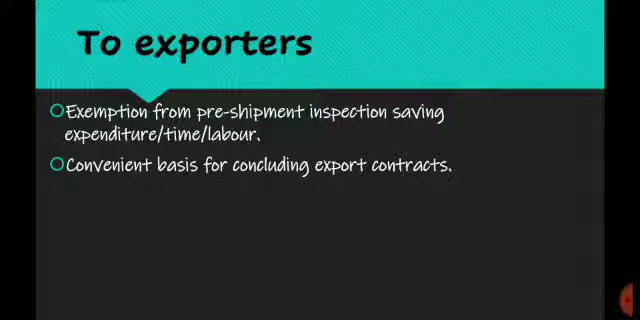 To exporters
Exemption from pre-shipment inspection saving
expenditure/time/labour.
Convenient basis for concluding export contracts.